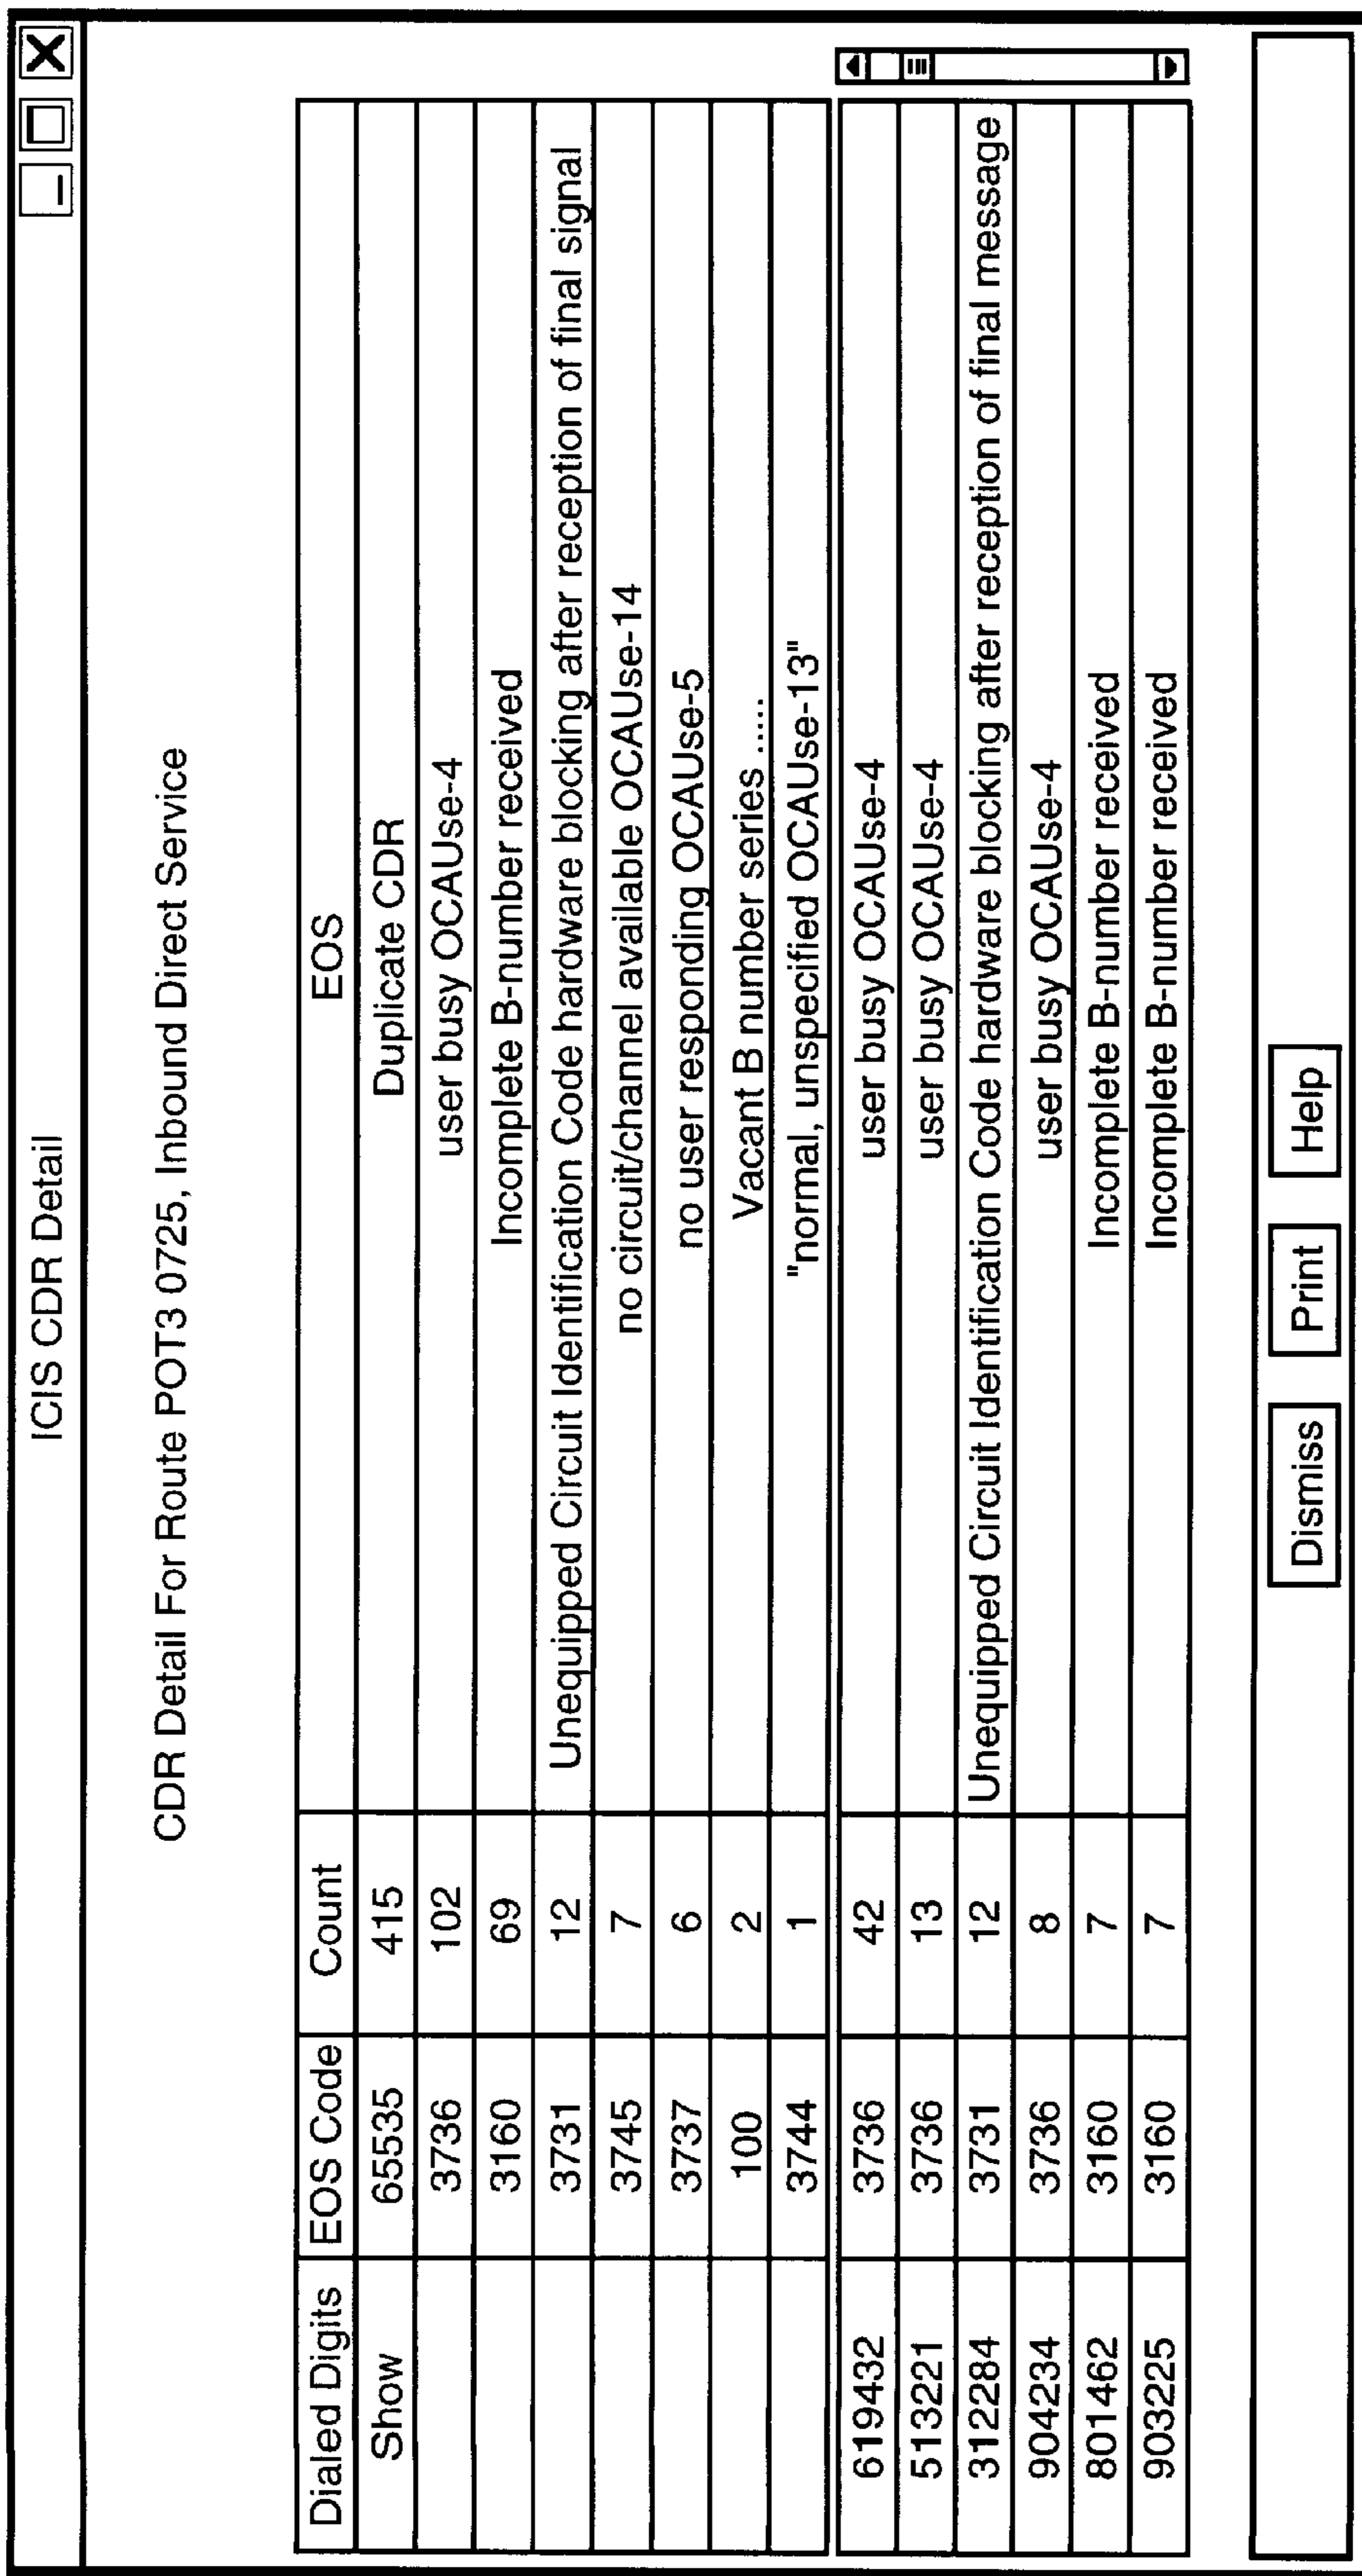 ICIS CDR Detail
CDR Detail For Route POT3 0725, Inbound Direct Service
Dialed Digits EOS Code Count EOS
Show 65535 415 Duplicate CDR
3736 102 user busy OCAUse-4
3160 69 Incomplete B-number received
3731 12 Unequipped Circuit Identification Code hardware blocking after reception of final signal
3745 7 no circuit/channel available OCAUse-14
3737 6 no user responding OCAUse-5
100 2 Vacant B number series .....
3744 1 "normal, unspecified OCAUse-13"
619432 3736 42 user busy OCAUse-4
513221 3736 13 user busy OCAUse-4
312284 3731 12 Unequipped Circuit Identification Code hardware blocking after reception of final message
904234 3736 8 user busy OCAUse-4
801462 3160 7 Incomplete B-number received
903225 3160 7 Incomplete B-number received
Dismiss Print Help